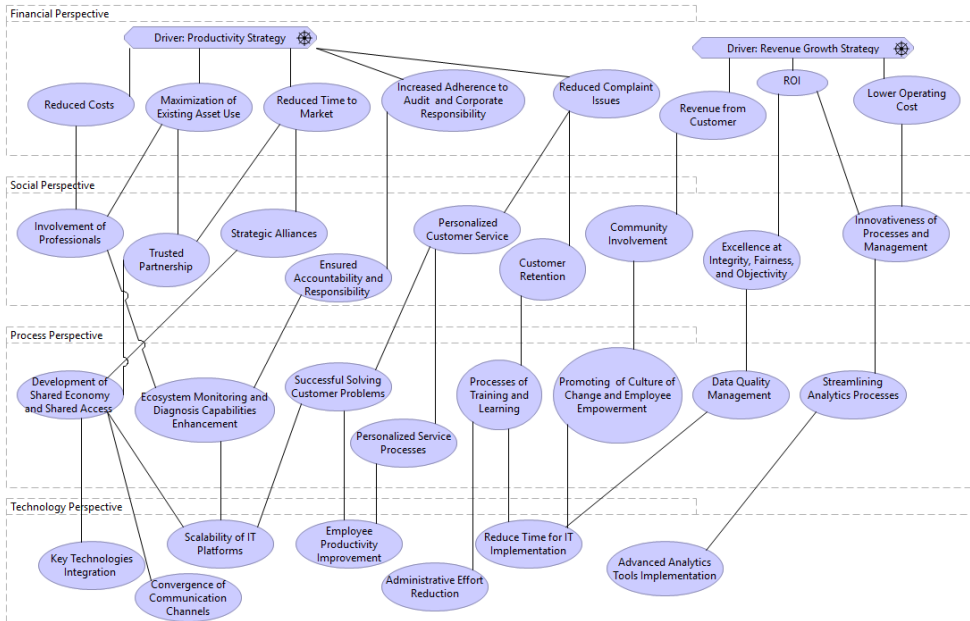 Financial Perspective
Driver: Productivity Strategy
Driver: Revenue Growth Strategy
Reduced Costs
Maximization of
Existing Asset Use
Reduced Time to
Market
Increased Adherence to
Audit and Corporate
Responsibility
Reduced Complaint
Issues
Revenue from
Customer
ROI
Lower Operating
Cost
Social Perspective
Involvement of
Professionals
Trusted
Partnership
Strategic Alliances
Ensured
Accountability and
Responsibility
Personalized
Customer Service
Customer
Retention
Community
Involvement
Excellence at
Integrity, Fairness,
and Objectivity
Innovativeness of
Processes and
Management
Process Perspective
Development of
Shared Economy
and Shared Access
Ecosystem Monitoring and
Diagnosis Capabilities
Enhancement
Successful Solving
Customer Problems
Personalized Service
Processes
Processes of
Training and
Learning
Promoting of Culture of
Change and Employee
Empowerment
Data Quality
Management
Streamlining
Analytics Processes
Technology Perspective
Key Technologies
Integration
Convergence of
Communication
Channels
Scalability of IT
Platforms
Employee
Productivity
Improvement
Administrative Effort
Reduction
Reduce Time for IT
Implementation
Advanced Analytics
Tools Implementation